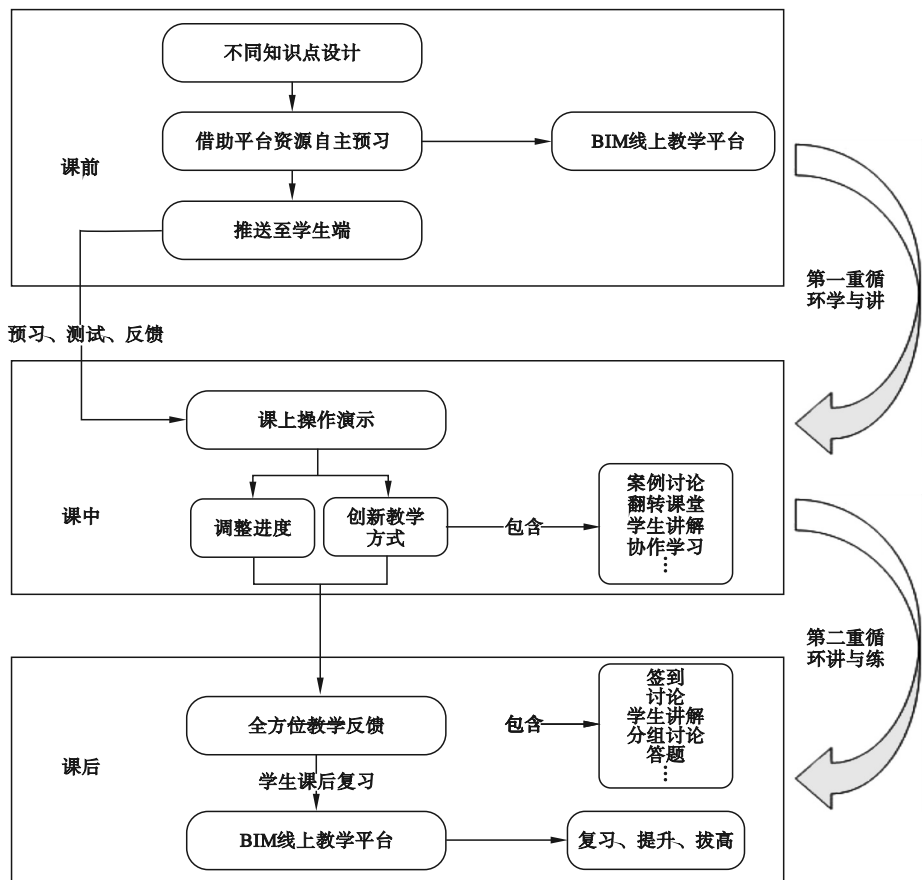 不同知识点设计
借助平台资源自主预习
BIM线上教学平台
课前
推送至学生端
第一重循
环学与讲
预习、测试、反馈
课上操作演示
课中
调整进度
创新教学
方式
包含
案例讨论
翻转课堂
学生讲解
协作学习
⋮
第二重循
环讲与练
课后
全方位教学反馈
包含
签到
讨论
学生讲解
分组讨论
答题
⋮
学生课后复习
BIM线上教学平台
复习、提升、拔高